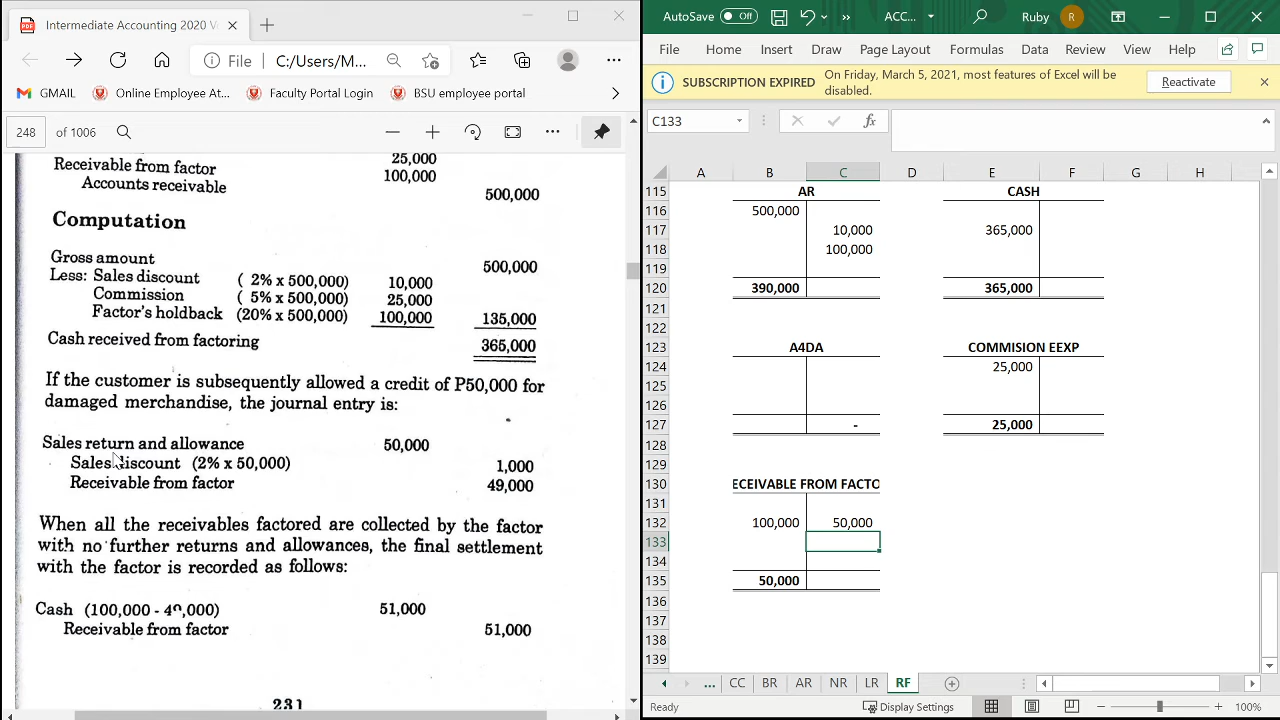 Intermediate Accounting 2020 V
File
C:/Users/M...
GMAIL
Online Employee At...
Faculty Portal Login
BSU employee portal
248 of 1006
25,000
Receivable from factor 100,000
Accounts receivable 500,000
Computation
Gross amount 500,000
Less: Sales discount ( 2% x 500,000) 10,000
Commission ( 5% x 500,000) 25,000
Factor's holdback (20% x 500,000) 100,000 135,000
Cash received from factoring 365,000
If the customer is subsequently allowed a credit of P50,000 for
damaged merchandise, the journal entry is:
Sales return and allowance 50,000
Sales discount (2% x 50,000) 1,000
Receivable from factor 49,000
When all the receivables factored are collected by the factor
with no further returns and allowances, the final settlement
with the factor is recorded as follows:
Cash (100,000 - 49,000) 51,000
Receivable from factor 51,000
231
AutoSave Off ACC... Ruby R
File Home Insert Draw Page Layout Formulas Data Review View Help
SUBSCRIPTION EXPIRED On Friday, March 5, 2021, most features of Excel will be
disabled.
Reactivate
C133 fx
A B C D E F G H
115 AR CASH
116 500,000
117 10,000 365,000
118 100,000
119
120 390,000 365,000
121
122
123 A4DA COMMISION EEXP
124 25,000
125
126
127 - 25,000
128
129
130 ECEIVABLE FROM FACTO
131
132 100,000 50,000
133
134
135 50,000
136
137
138
139
... CC BR AR NR LR RF
Ready Display Settings 100%